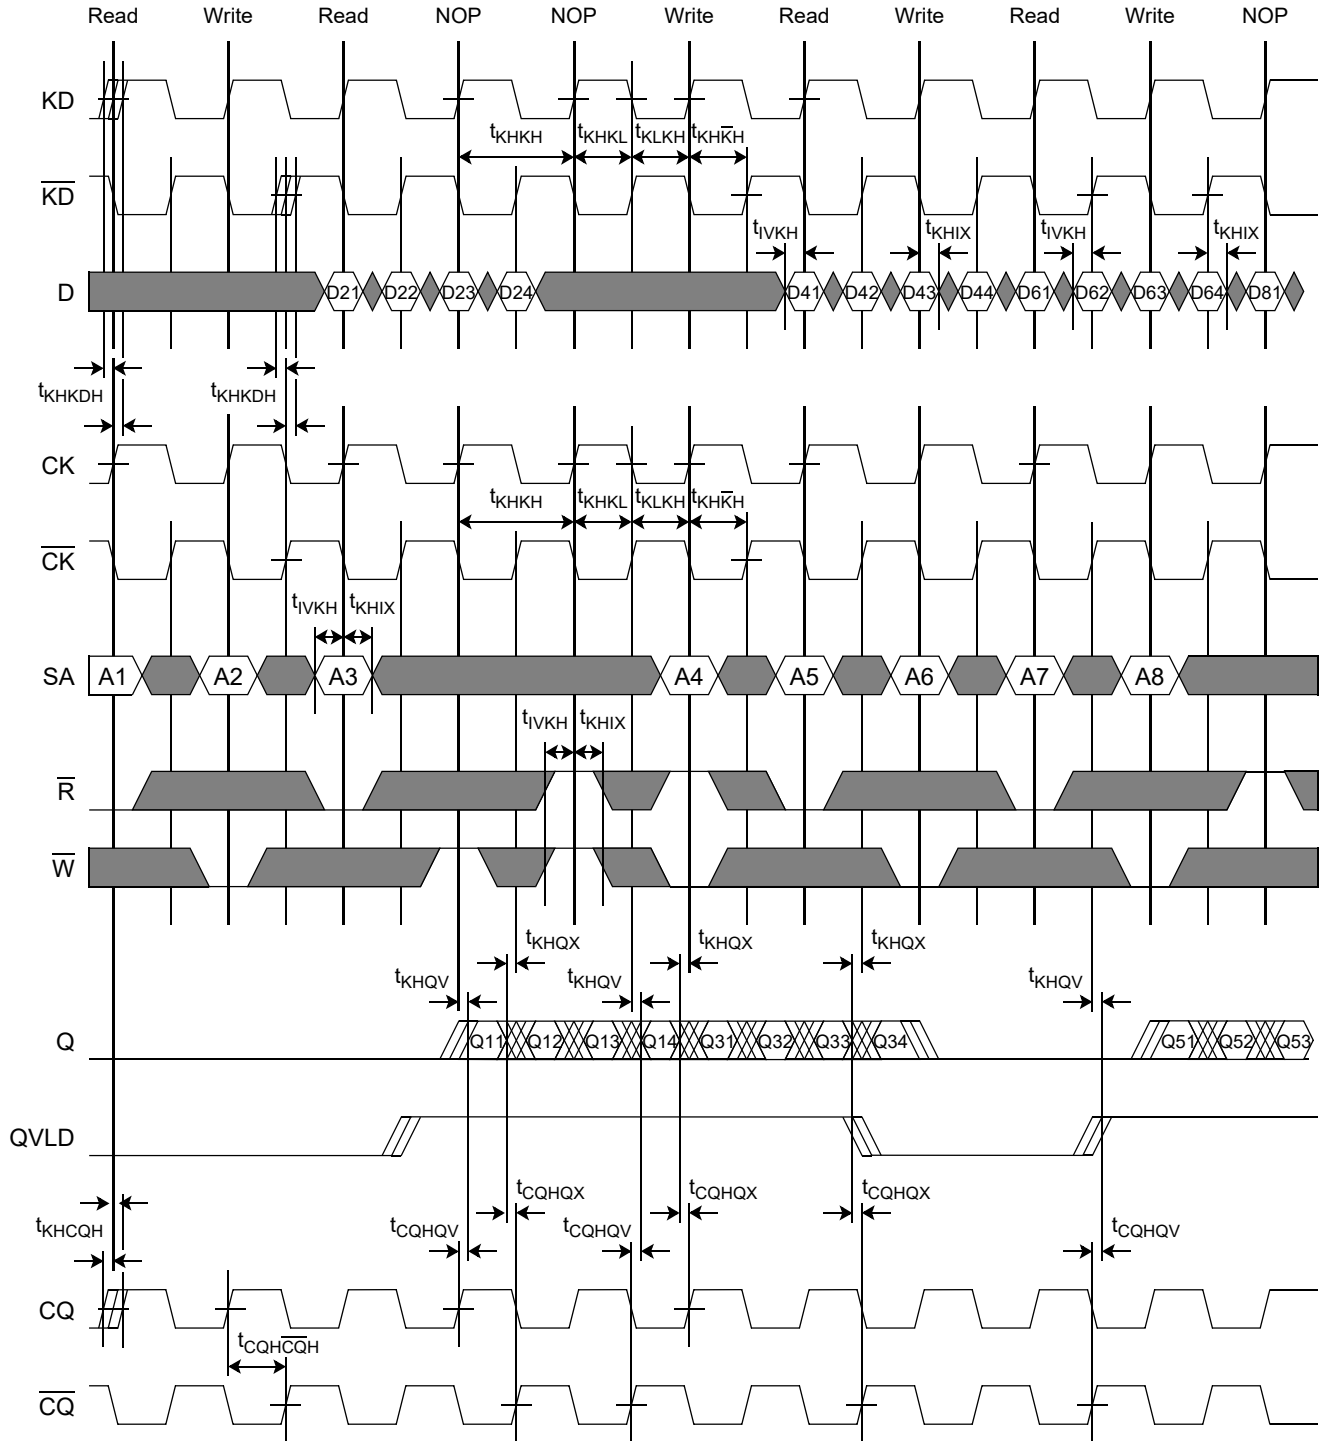 Read Write Read NOP NOP Write Read Write Read Write NOP
KD
tKHKH tKHKL tKLKH tKHK̅H
K̅D̅
tIVKH tKHIX tIVKH tKHIX
D D21 D22 D23 D24 D41 D42 D43 D44 D61 D62 D63 D64 D81
tKHKDH tKHKDH
CK
tKHKH tKHKL tKLKH tKHK̅H
C̅K̅
tIVKH tKHIX
SA A1 A2 A3 A4 A5 A6 A7 A8
tIVKH tKHIX
R̅
W̅
tKHQX tKHQX tKHQX
tKHQV tKHQV tKHQV
Q Q11 Q12 Q13 Q14 Q31 Q32 Q33 Q34 Q51 Q52 Q53
QVLD
tCQHQX tCQHQX tCQHQX
tKHCQH tCQHQV tCQHQV tCQHQV
CQ
tCQHC̅Q̅H
C̅Q̅